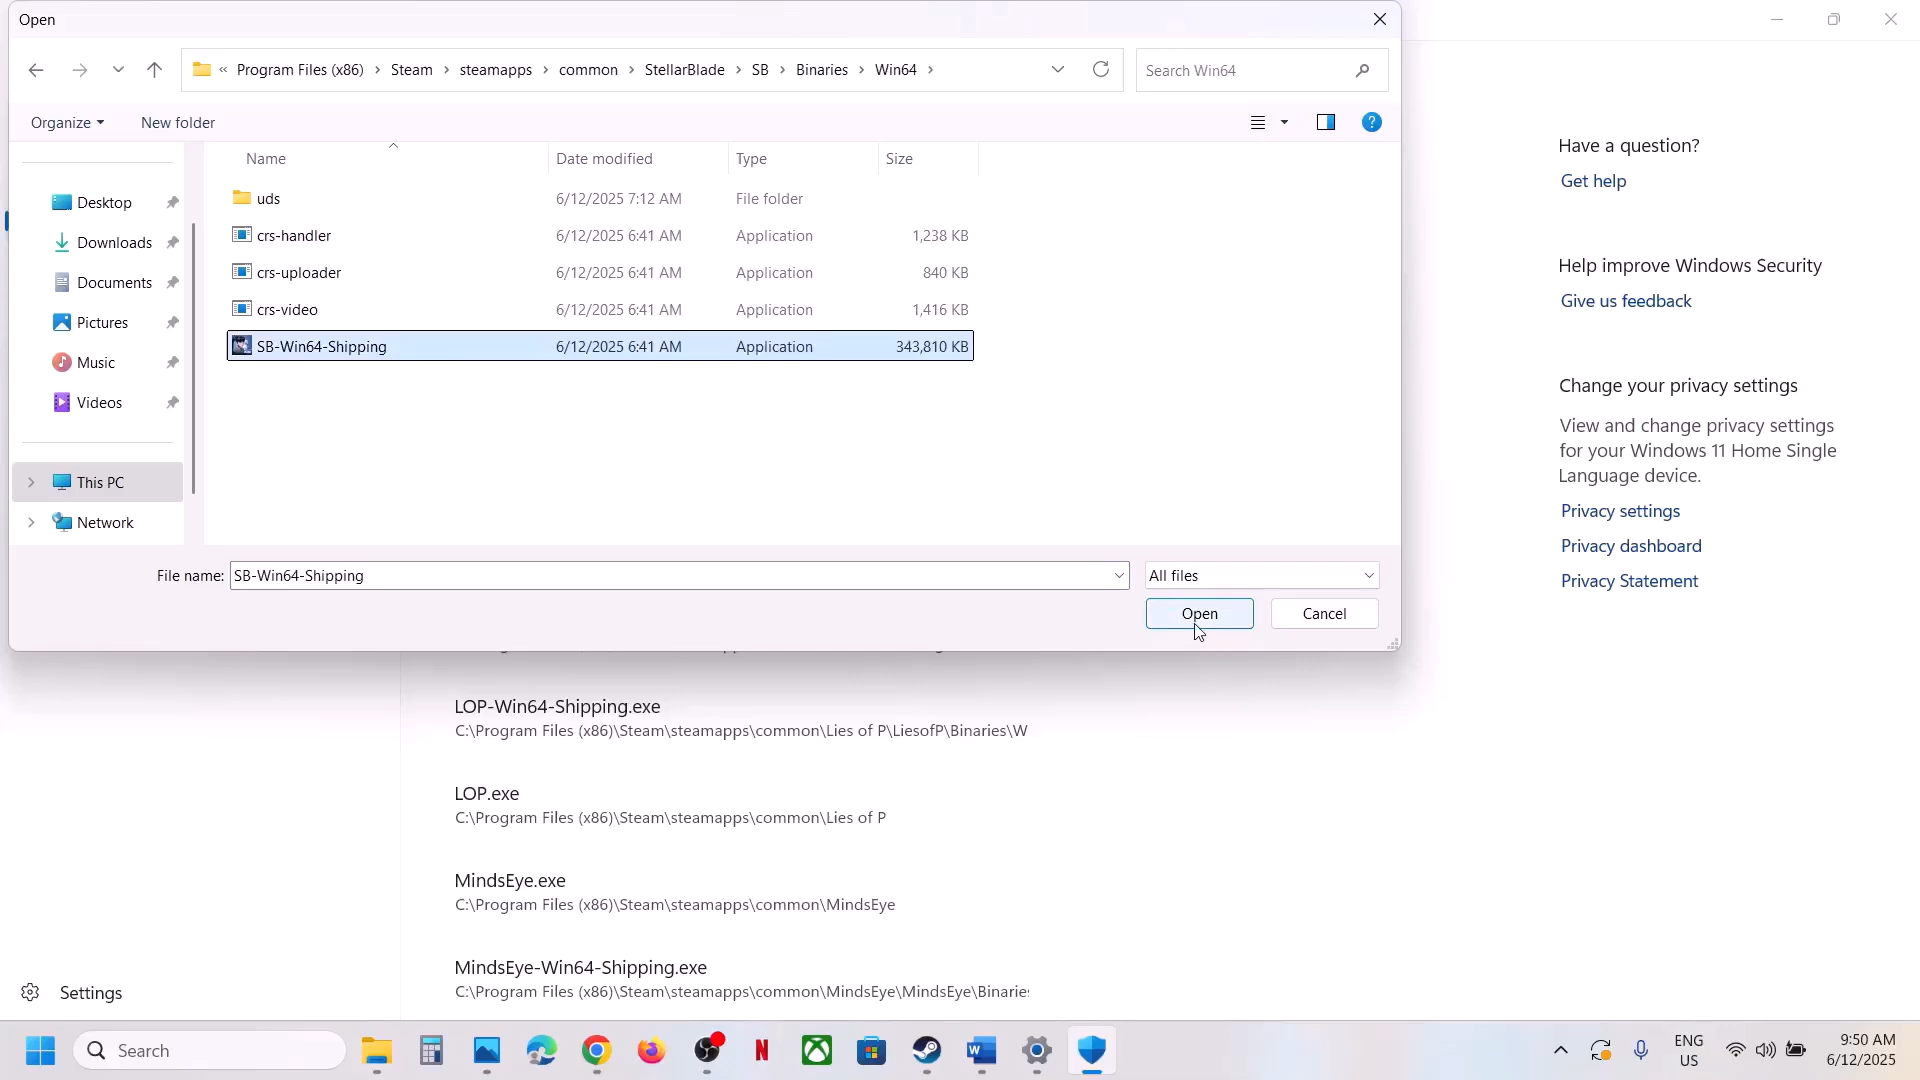 Open
« Program Files (x86) > Steam > steamapps > common > StellarBlade > SB > Binaries > Win64 >
Search Win64
Organize
New folder
Name
Date modified
Type
Size
Desktop
Downloads
Documents
Pictures
Music
Videos
This PC
Network
uds 6/12/2025 7:12 AM File folder
crs-handler 6/12/2025 6:41 AM Application 1,238 KB
crs-uploader 6/12/2025 6:41 AM Application 840 KB
crs-video 6/12/2025 6:41 AM Application 1,416 KB
SB-Win64-Shipping 6/12/2025 6:41 AM Application 343,810 KB
File name: SB-Win64-Shipping
All files
Open
Cancel
Have a question?
Get help
Help improve Windows Security
Give us feedback
Change your privacy settings
View and change privacy settings
for your Windows 11 Home Single
Language device.
Privacy settings
Privacy dashboard
Privacy Statement
LOP-Win64-Shipping.exe
C:\Program Files (x86)\Steam\steamapps\common\Lies of P\LiesofP\Binaries\W
LOP.exe
C:\Program Files (x86)\Steam\steamapps\common\Lies of P
MindsEye.exe
C:\Program Files (x86)\Steam\steamapps\common\MindsEye
MindsEye-Win64-Shipping.exe
C:\Program Files (x86)\Steam\steamapps\common\MindsEye\MindsEye\Binaries
Settings
Search
ENG
US
9:50 AM
6/12/2025